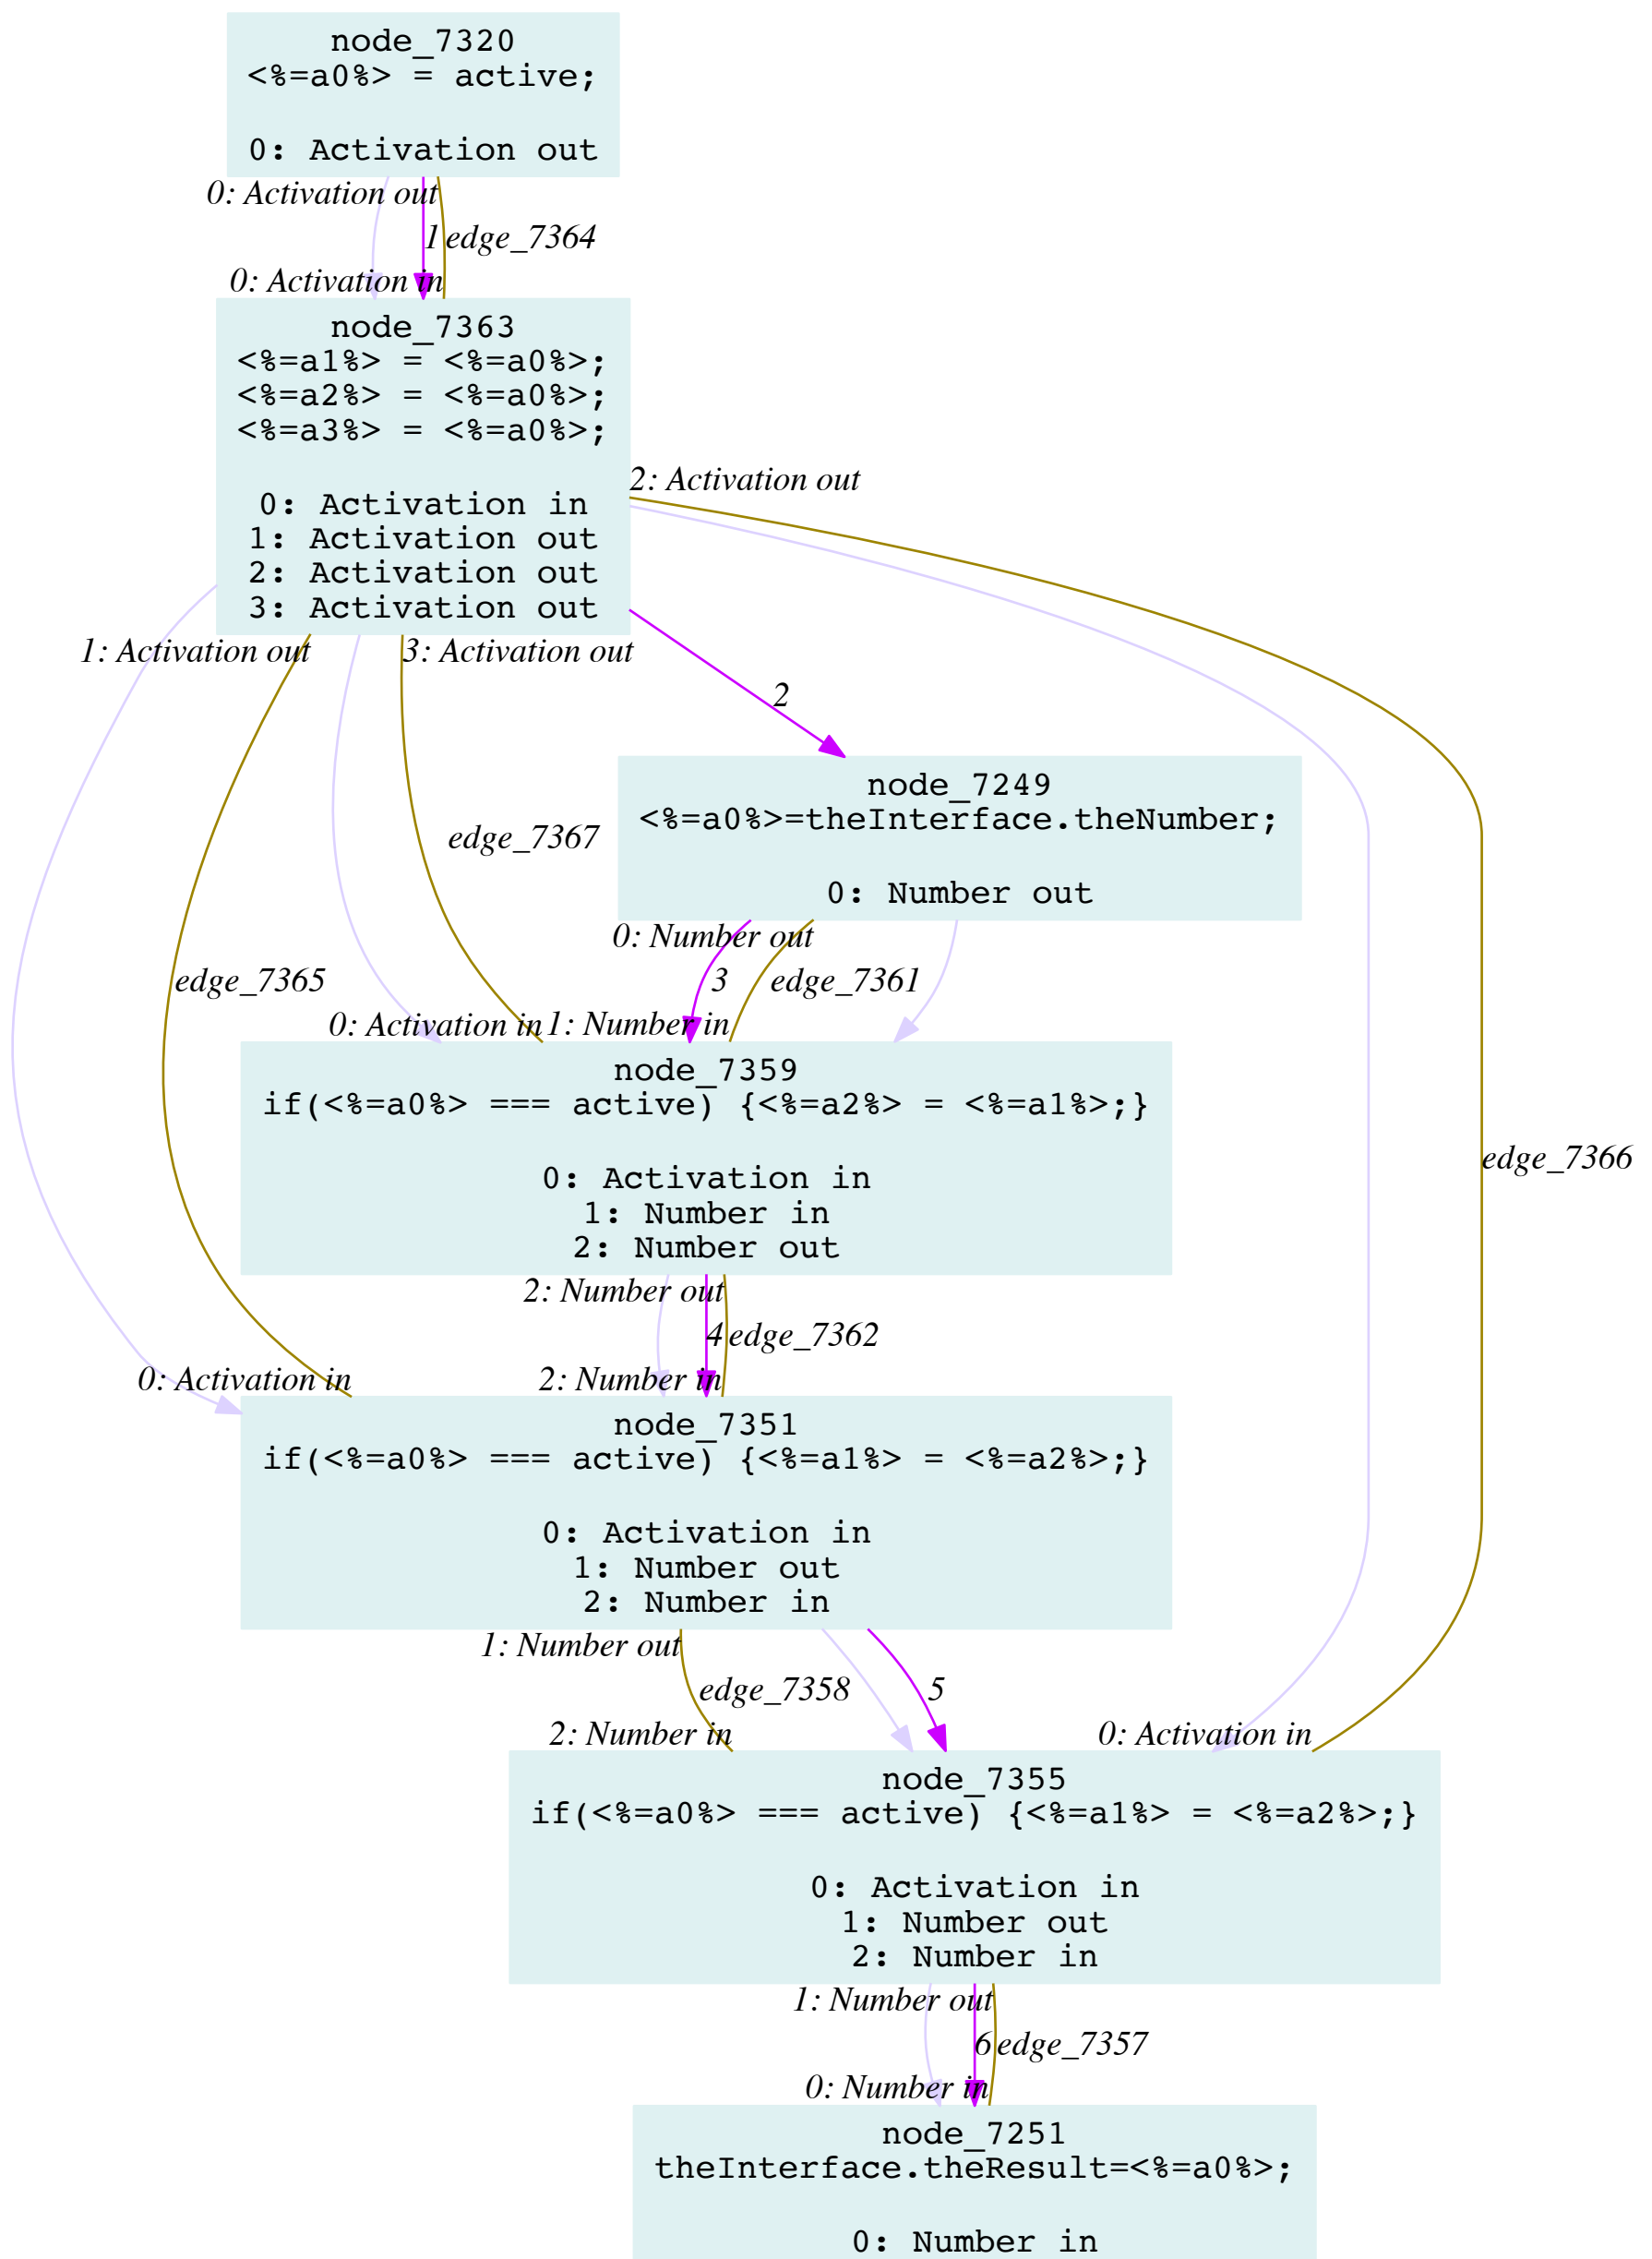 node_7320
<%=a0%> = active;
0: Activation out
0: Activation out
1 edge_7364
0: Activation in
node_7363
<%=a1%> = <%=a0%>;
<%=a2%> = <%=a0%>;
<%=a3%> = <%=a0%>;
2: Activation out
0: Activation in
1: Activation out
2: Activation out
3: Activation out
1: Activation out
3: Activation out
2
node_7249
<%=a0%>=theInterface.theNumber;
edge_7367
0: Number out
0: Number out
edge_7365
3
edge_7361
0: Activation in
1: Number in
node_7359
if(<%=a0%> === active) {<%=a2%> = <%=a1%>;}
edge_7366
0: Activation in
1: Number in
2: Number out
2: Number out
4 edge_7362
0: Activation in
2: Number in
node_7351
if(<%=a0%> === active) {<%=a1%> = <%=a2%>;}
0: Activation in
1: Number out
2: Number in
1: Number out
edge_7358
5
2: Number in
0: Activation in
node_7355
if(<%=a0%> === active) {<%=a1%> = <%=a2%>;}
0: Activation in
1: Number out
2: Number in
1: Number out
6 edge_7357
0: Number in
node_7251
theInterface.theResult=<%=a0%>;
0: Number in